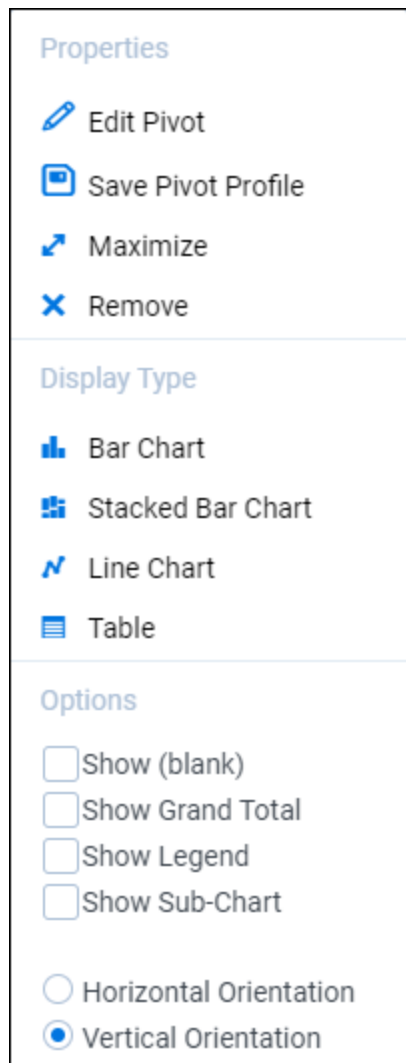 Properties
Edit Pivot
Save Pivot Profile
Maximize
Remove
Display Type
Bar Chart
Stacked Bar Chart
Line Chart
Table
Options
Show (blank)
Show Grand Total
Show Legend
Show Sub-Chart
Horizontal Orientation
Vertical Orientation